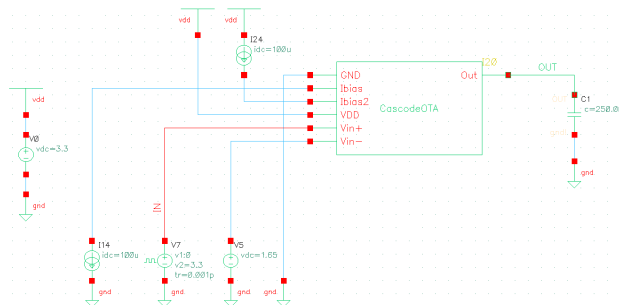 vdd
vdd
I24
idc=100u
I20
GND
Ibias
Ibias2
VDD
Vin+
Vin-
CascodeOTA
Out
OUT
C1
c=250.0
gnd
vdd
V0
vdc=3.3
gnd
IN
I14
idc=100u
gnd
V7
v1:0
v2=3.3
tr=0.001p
gnd
V5
vdc=1.65
gnd
gnd